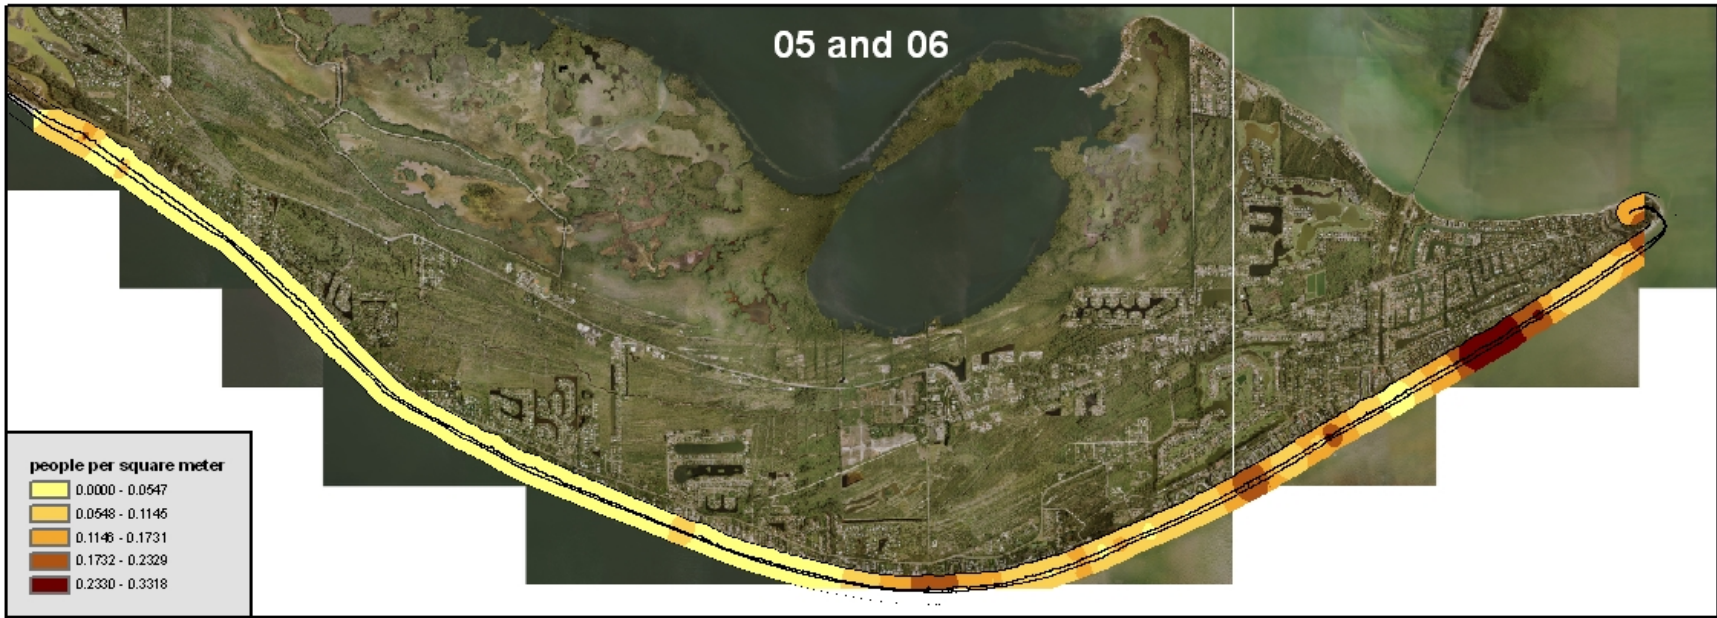 05 and 06
people per square meter
0.0000 - 0.0547
0.0548 - 0.1145
0.1146 - 0.1731
0.1732 - 0.2329
0.2330 - 0.3318